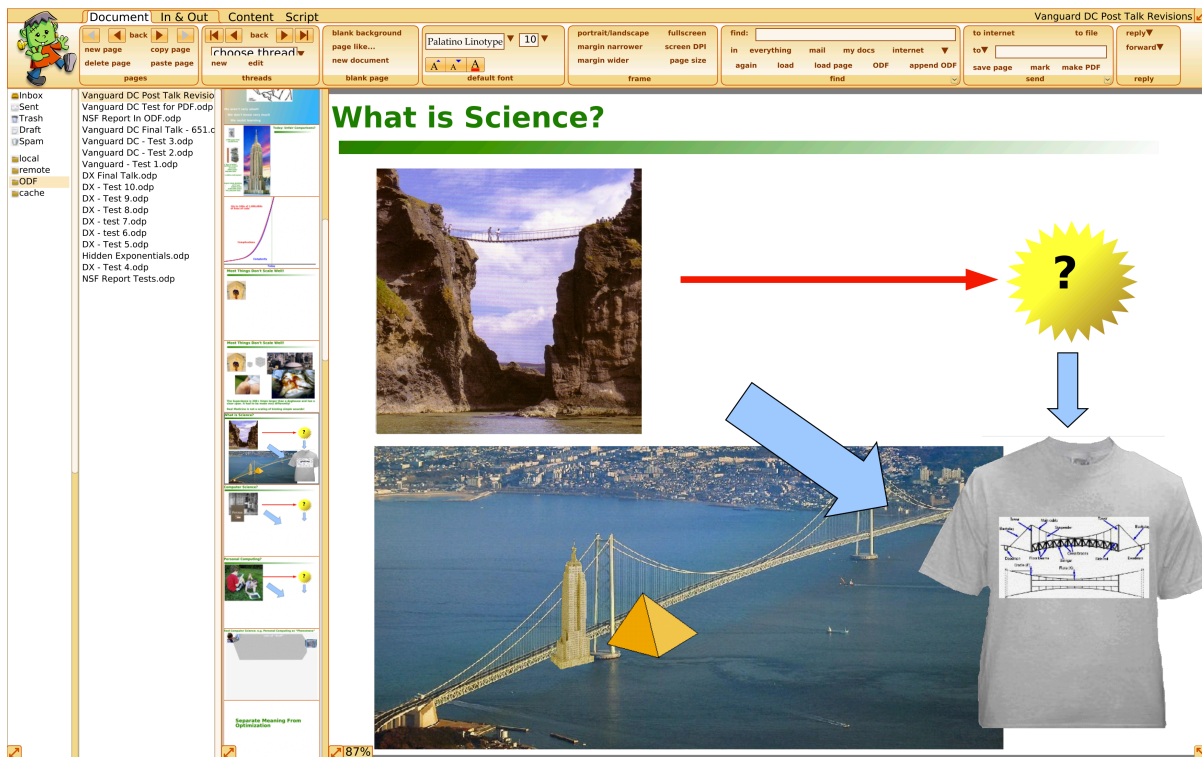 Document In & Out Content Script
Vanguard DC Post Talk Revisions
back
new page copy page
delete page paste page
pages
back
choose thread
new edit
threads
blank background
page like...
new document
blank page
Palatino Linotype 10
A A A
default font
portrait/landscape fullscreen
margin narrower screen DPI
margin wider page size
frame
find:
in everything mail my docs internet
again load load page ODF append ODF
find
to internet to file
to
save page mark make PDF
send
reply
forward
reply
Inbox
Sent
Trash
Draft
Spam
local
remote
ODF
cache
Vanguard DC Post Talk Revisio
Vanguard DC Test for PDF.odp
NSF Report In ODF.odp
Vanguard DC Final Talk - 651.o
Vanguard DC - Test 3.odp
Vanguard DC - Test 2.odp
Vanguard - Test 1.odp
DX Final Talk.odp
DX - Test 10.odp
DX - Test 9.odp
DX - Test 8.odp
DX - test 7.odp
DX - test 6.odp
DX - Test 5.odp
Hidden Exponentials.odp
DX - Test 4.odp
NSF Report Tests.odp
Complexity
Today
Most Things Don't Scale Well!
Most Things Don't Scale Well!
What is Science?
?
Computer Science?
?
Personal Computing?
?
Separate Meaning From
Optimization
What is Science?
?
Suspender
87%